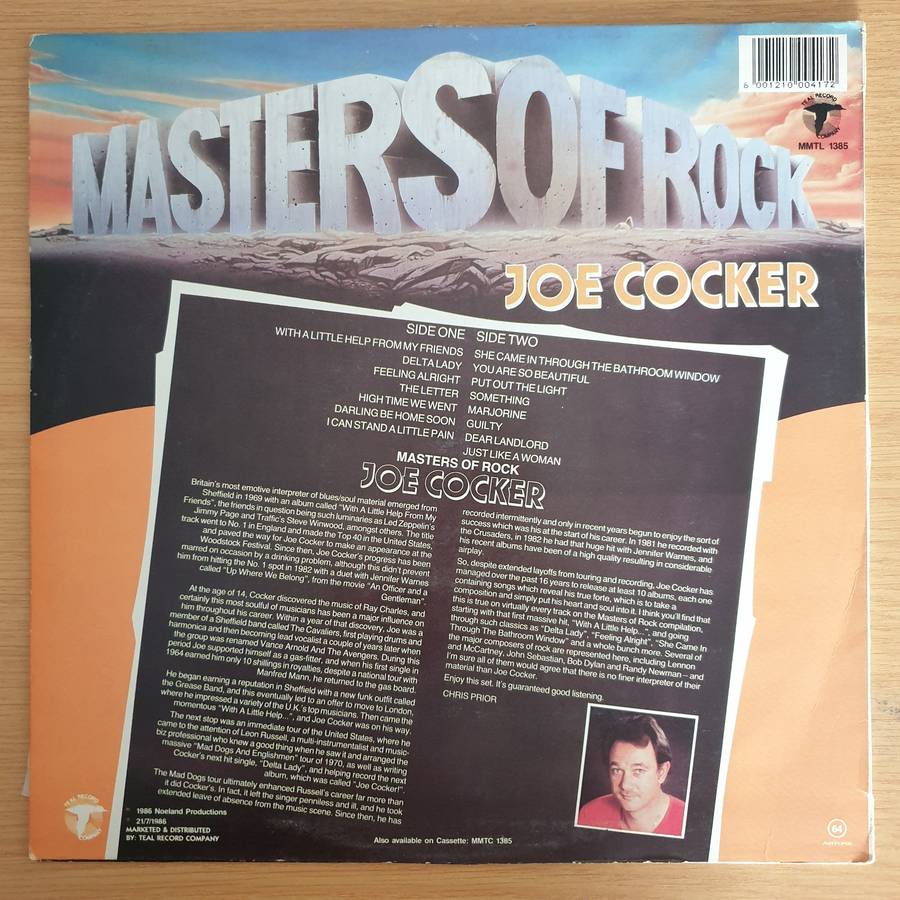 6 001210 004172
TEAL RECORD
COMPANY
MMTL 1385
MASTERS OF ROCK
JOE COCKER
SIDE ONE
WITH A LITTLE HELP FROM MY FRIENDS
DELTA LADY
FEELING ALRIGHT
THE LETTER
HIGH TIME WE WENT
DARLING BE HOME SOON
I CAN STAND A LITTLE PAIN
SIDE TWO
SHE CAME IN THROUGH THE BATHROOM WINDOW
YOU ARE SO BEAUTIFUL
PUT OUT THE LIGHT
SOMETHING
MARJORINE
GUILTY
DEAR LANDLORD
JUST LIKE A WOMAN
MASTERS OF ROCK
JOE COCKER
Britain's most emotive interpreter of blues/soul material emerged from
Sheffield in 1969 with an album called "With A Little Help From My
Friends", the friends in question being such luminaries as Led Zeppelin's
Jimmy Page and Traffic's Steve Winwood, amongst others. The title
track went to No. 1 in England and made the Top 40 in the United States,
and paved the way for Joe Cocker to make an appearance at the
Woodstock Festival. Since then, Joe Cocker's progress has been
marred on occasion by a drinking problem, although this didn't prevent
him from hitting the No. 1 spot in 1982 with a duet with Jennifer Warnes
called "Up Where We Belong", from the movie "An Officer and a
Gentleman".
At the age of 14, Cocker discovered the music of Ray Charles, and
certainly this most soulful of musicians has been a major influence on
him throughout his career. Within a year of that discovery, Joe was a
member of a Sheffield band called The Cavaliers, first playing drums and
harmonica and then becoming lead vocalist a couple of years later when
the group was renamed Vance Arnold And The Avengers. During this
period Joe supported himself as a gas-fitter, and when his first single in
1964 earned him only 10 shillings in royalties, despite a national tour with
Manfred Mann, he returned to the gas board.
He began earning a reputation in Sheffield with a new funk outfit called
the Grease Band, and this eventually led to an offer to move to London,
where he impressed a variety of the U.K.'s top musicians. Then came the
momentous "With A Little Help...", and Joe Cocker was on his way.
The next stop was an immediate tour of the United States, where he
came to the attention of Leon Russell, a multi-instrumentalist and music-
biz professional who knew a good thing when he saw it and arranged the
massive "Mad Dogs And Englishmen" tour of 1970, as well as writing
Cocker's next hit single, "Delta Lady", and helping record the next
album, which was called "Joe Cocker!".
The Mad Dogs tour ultimately enhanced Russell's career far more than
it did Cocker's. In fact, it left the singer penniless and ill, and he took
extended leave of absence from the music scene. Since then, he has
recorded intermittently and only in recent years begun to enjoy the sort of
success which was his at the start of his career. In 1981 he recorded with
the Crusaders, in 1982 he had that huge hit with Jennifer Warnes, and
his recent albums have been of a high quality resulting in considerable
airplay.
So, despite extended layoffs from touring and recording, Joe Cocker has
managed over the past 16 years to release at least 10 albums, each one
containing songs which reveal his true forte, which is to take a
composition and simply put his heart and soul into it. I think you'll find that
this is true on virtually every track on the Masters of Rock compilation,
starting with that first massive hit, "With A Little Help...", and going
through such classics as "Delta Lady", "Feeling Alright", "She Came In
Through The Bathroom Window" and a whole bunch more. Several of
the major composers of rock are represented here, including Lennon
and McCartney, John Sebastian, Bob Dylan and Randy Newman – and
I'm sure all of them would agree that there is no finer interpreter of their
material than Joe Cocker.
Enjoy this set. It's guaranteed good listening.
CHRIS PRIOR
TEAL RECORD
COMPANY
1986 Noeland Productions
21/7/1986
MARKETED & DISTRIBUTED
BY: TEAL RECORD COMPANY
Also available on Cassette: MMTC 1385
64